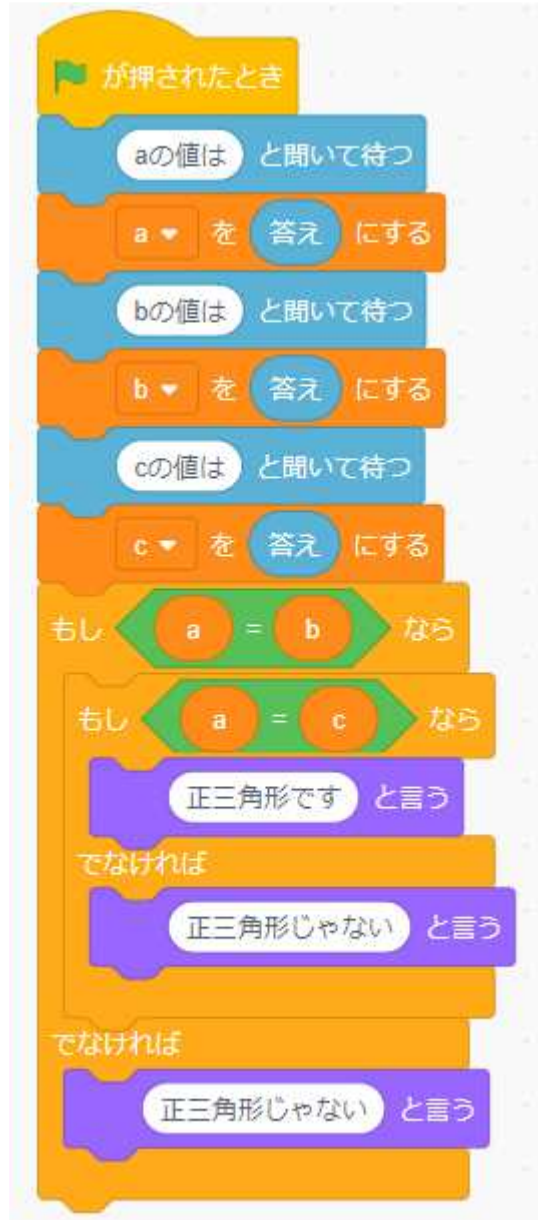 が押されたとき
aの値は と聞いて待つ
a を 答え にする
bの値は と聞いて待つ
b を 答え にする
cの値は と聞いて待つ
c を 答え にする
もし a = b なら
もし a = c なら
正三角形です と言う
でなければ
正三角形じゃない と言う
でなければ
正三角形じゃない と言う